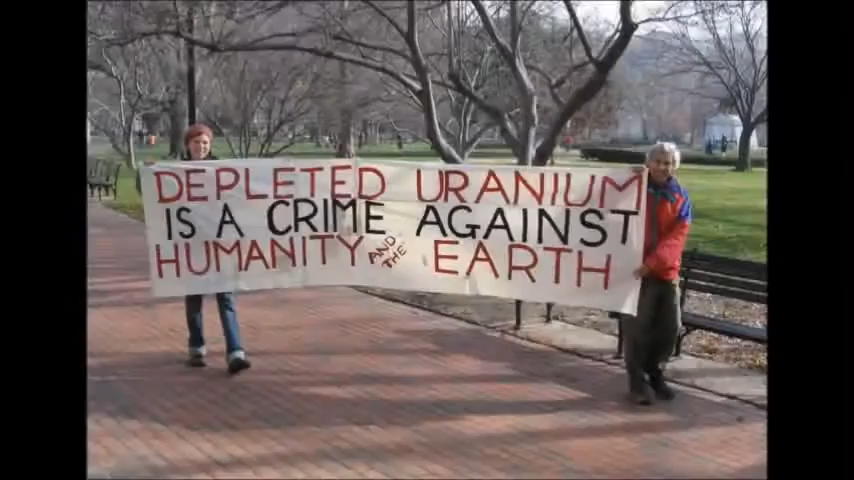 DEPLETED URANIUM
IS A CRIME AGAINST
HUMANITY AND THE EARTH